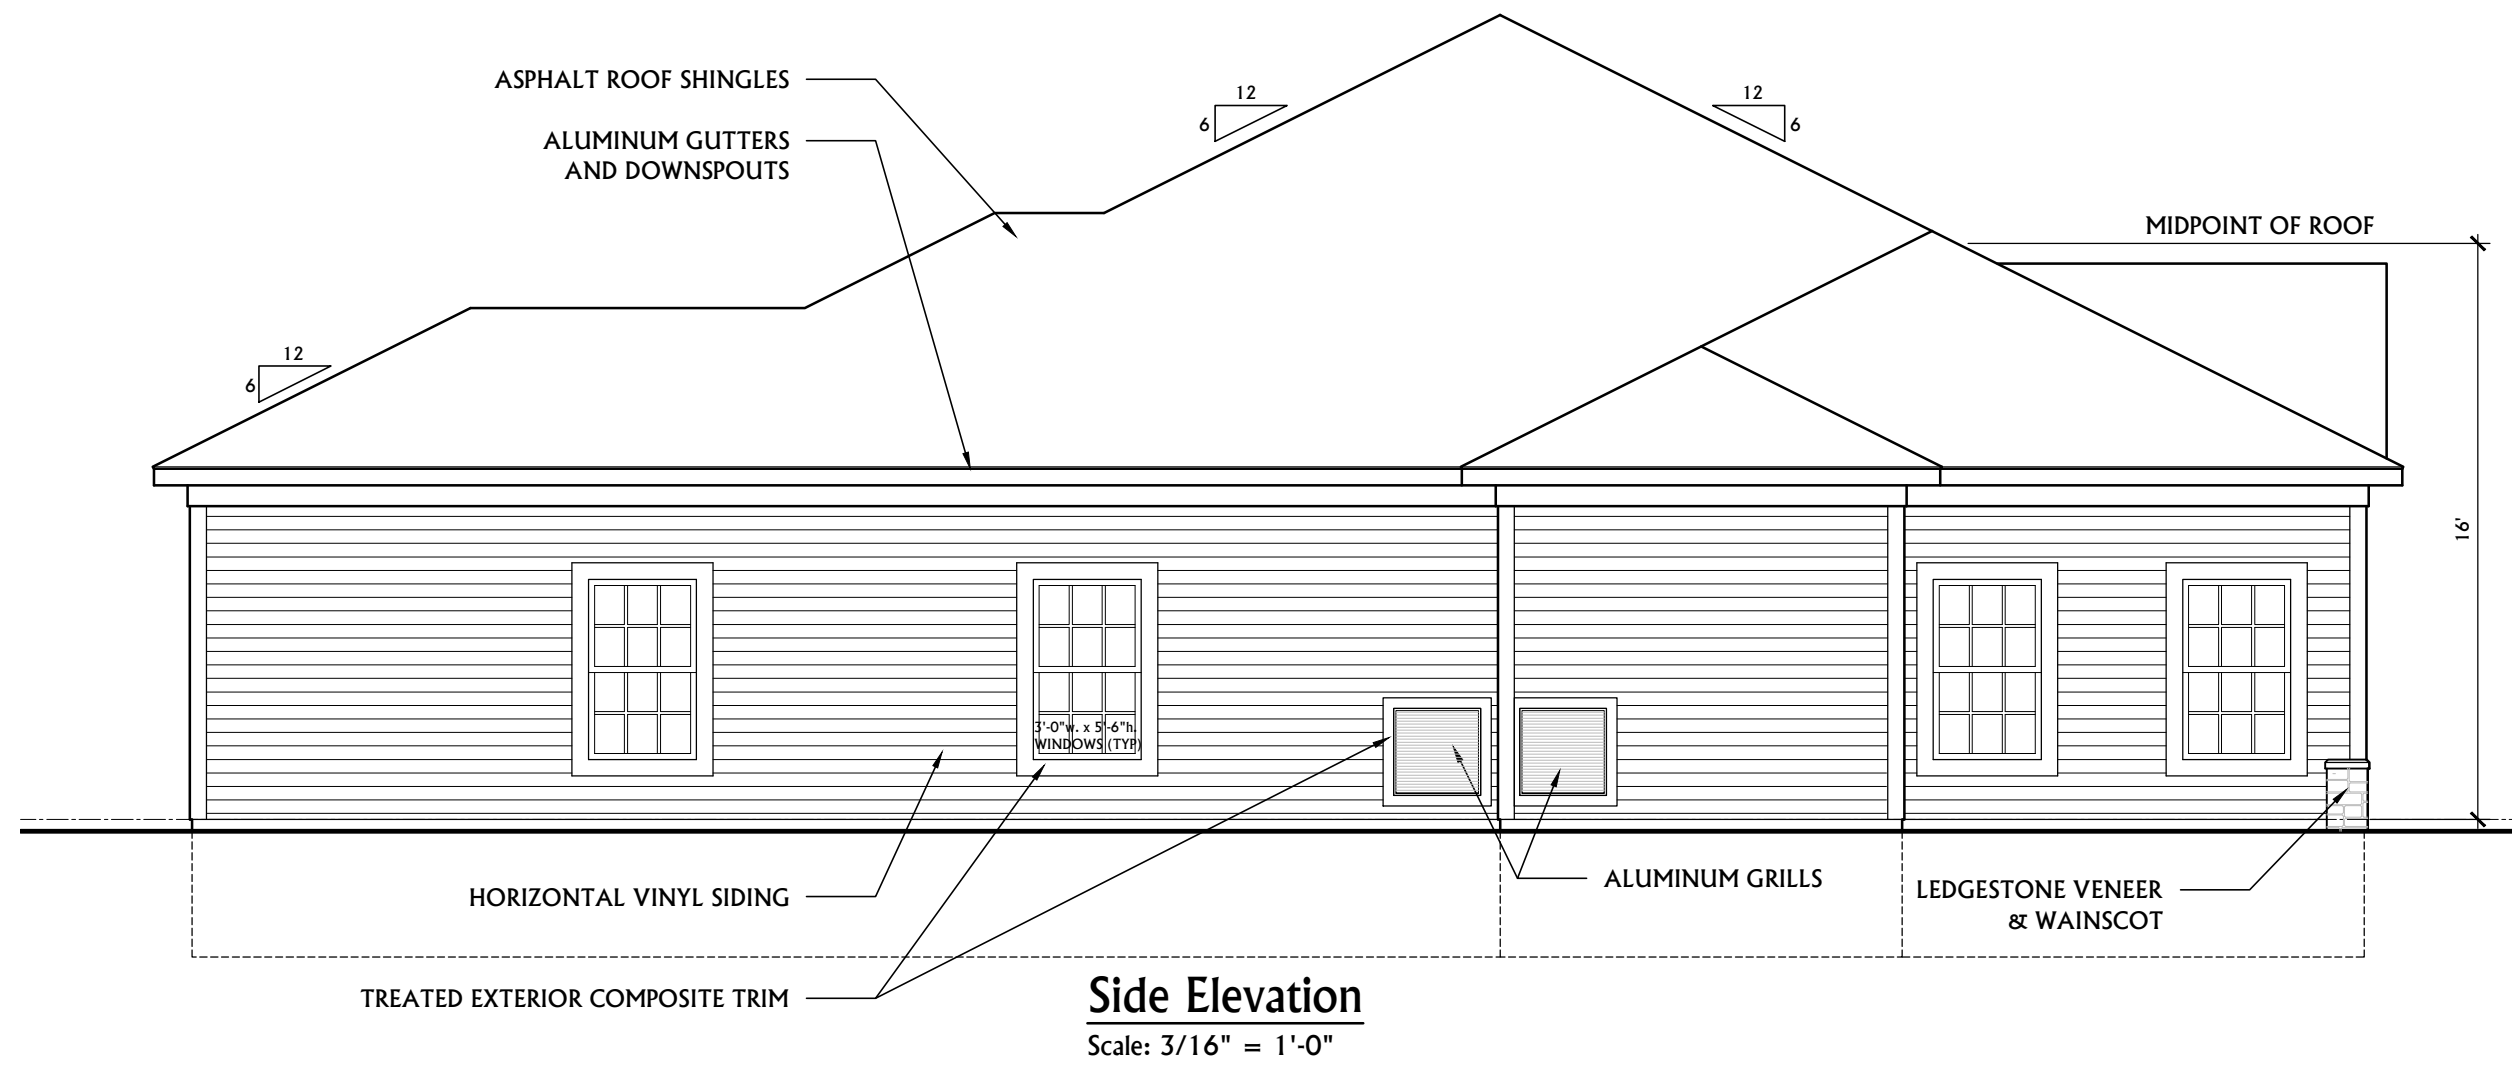 ASPHALT ROOF SHINGLES
ALUMINUM GUTTERS
AND DOWNSPOUTS
12
6
12
6
MIDPOINT OF ROOF
12
6
16'
3'-0"w. x 5'-6"h.
WINDOWS (TYP)
HORIZONTAL VINYL SIDING
ALUMINUM GRILLS
LEDGESTONE VENEER
& WAINSCOT
TREATED EXTERIOR COMPOSITE TRIM
Side Elevation
Scale: 3/16" = 1'-0"